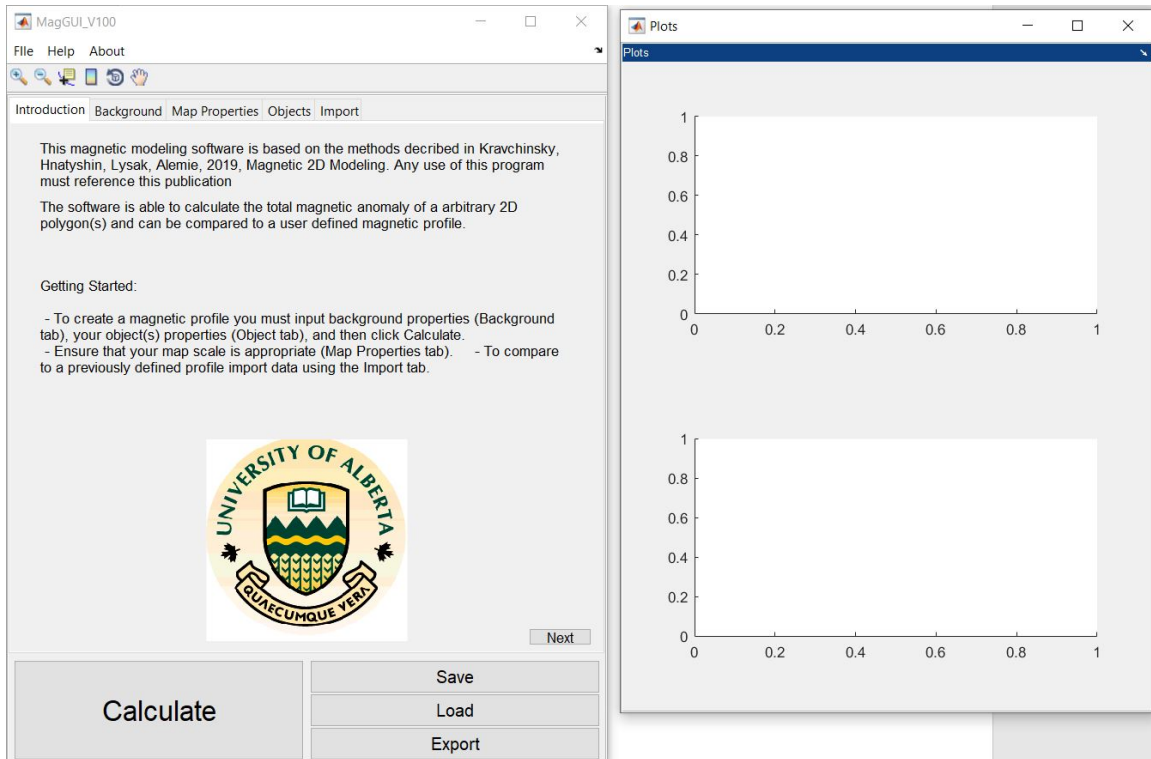 MagGUI_V100
FIle Help About
Introduction Background Map Properties Objects Import
This magnetic modeling software is based on the methods decribed in Kravchinsky,
Hnatyshin, Lysak, Alemie, 2019, Magnetic 2D Modeling. Any use of this program
must reference this publication
The software is able to calculate the total magnetic anomaly of a arbitrary 2D
polygon(s) and can be compared to a user defined magnetic profile.
Getting Started:
- To create a magnetic profile you must input background properties (Background
tab), your object(s) properties (Object tab), and then click Calculate.
- Ensure that your map scale is appropriate (Map Properties tab). - To compare
to a previously defined profile import data using the Import tab.
UNIVERSITY OF ALBERTA
QUAECUMQUE VERA
Next
Calculate
Save
Load
Export
Plots
Plots
1
0.8
0.6
0.4
0.2
0
0 0.2 0.4 0.6 0.8 1
1
0.8
0.6
0.4
0.2
0
0 0.2 0.4 0.6 0.8 1